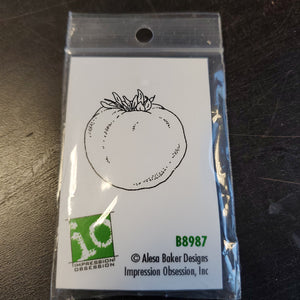 B8987
iO
IMPRESSION
OBSESSION
© Alesa Baker Designs
Impression Obsession, Inc